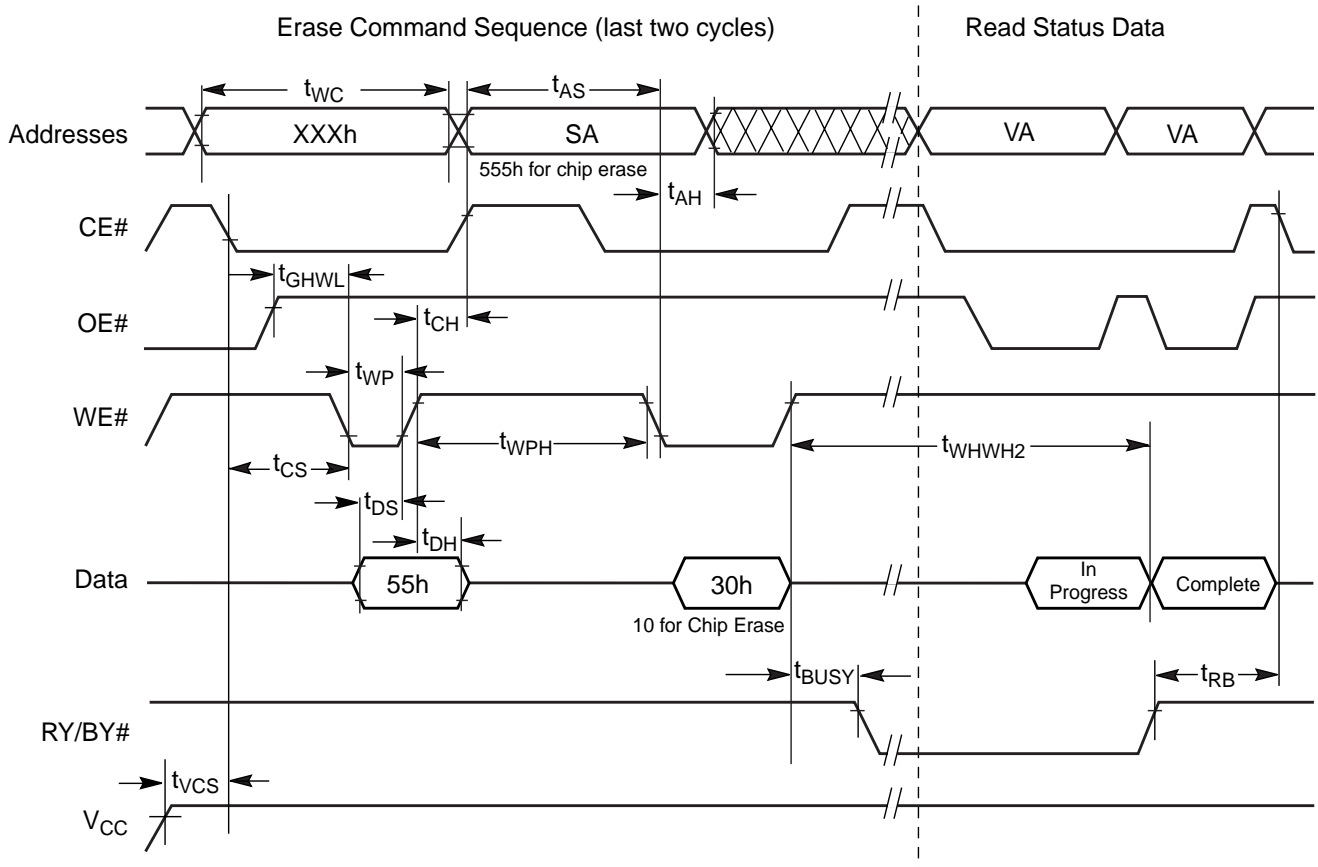 Erase Command Sequence (last two cycles)
Read Status Data
tWC
tAS
Addresses
XXXh
SA
VA
VA
555h for chip erase
tAH
CE#
tGHWL
OE#
tCH
tWP
WE#
tWPH
tWHWH2
tCS
tDS
tDH
Data
55h
30h
In
Progress
Complete
10 for Chip Erase
tBUSY
tRB
RY/BY#
tVCS
VCC